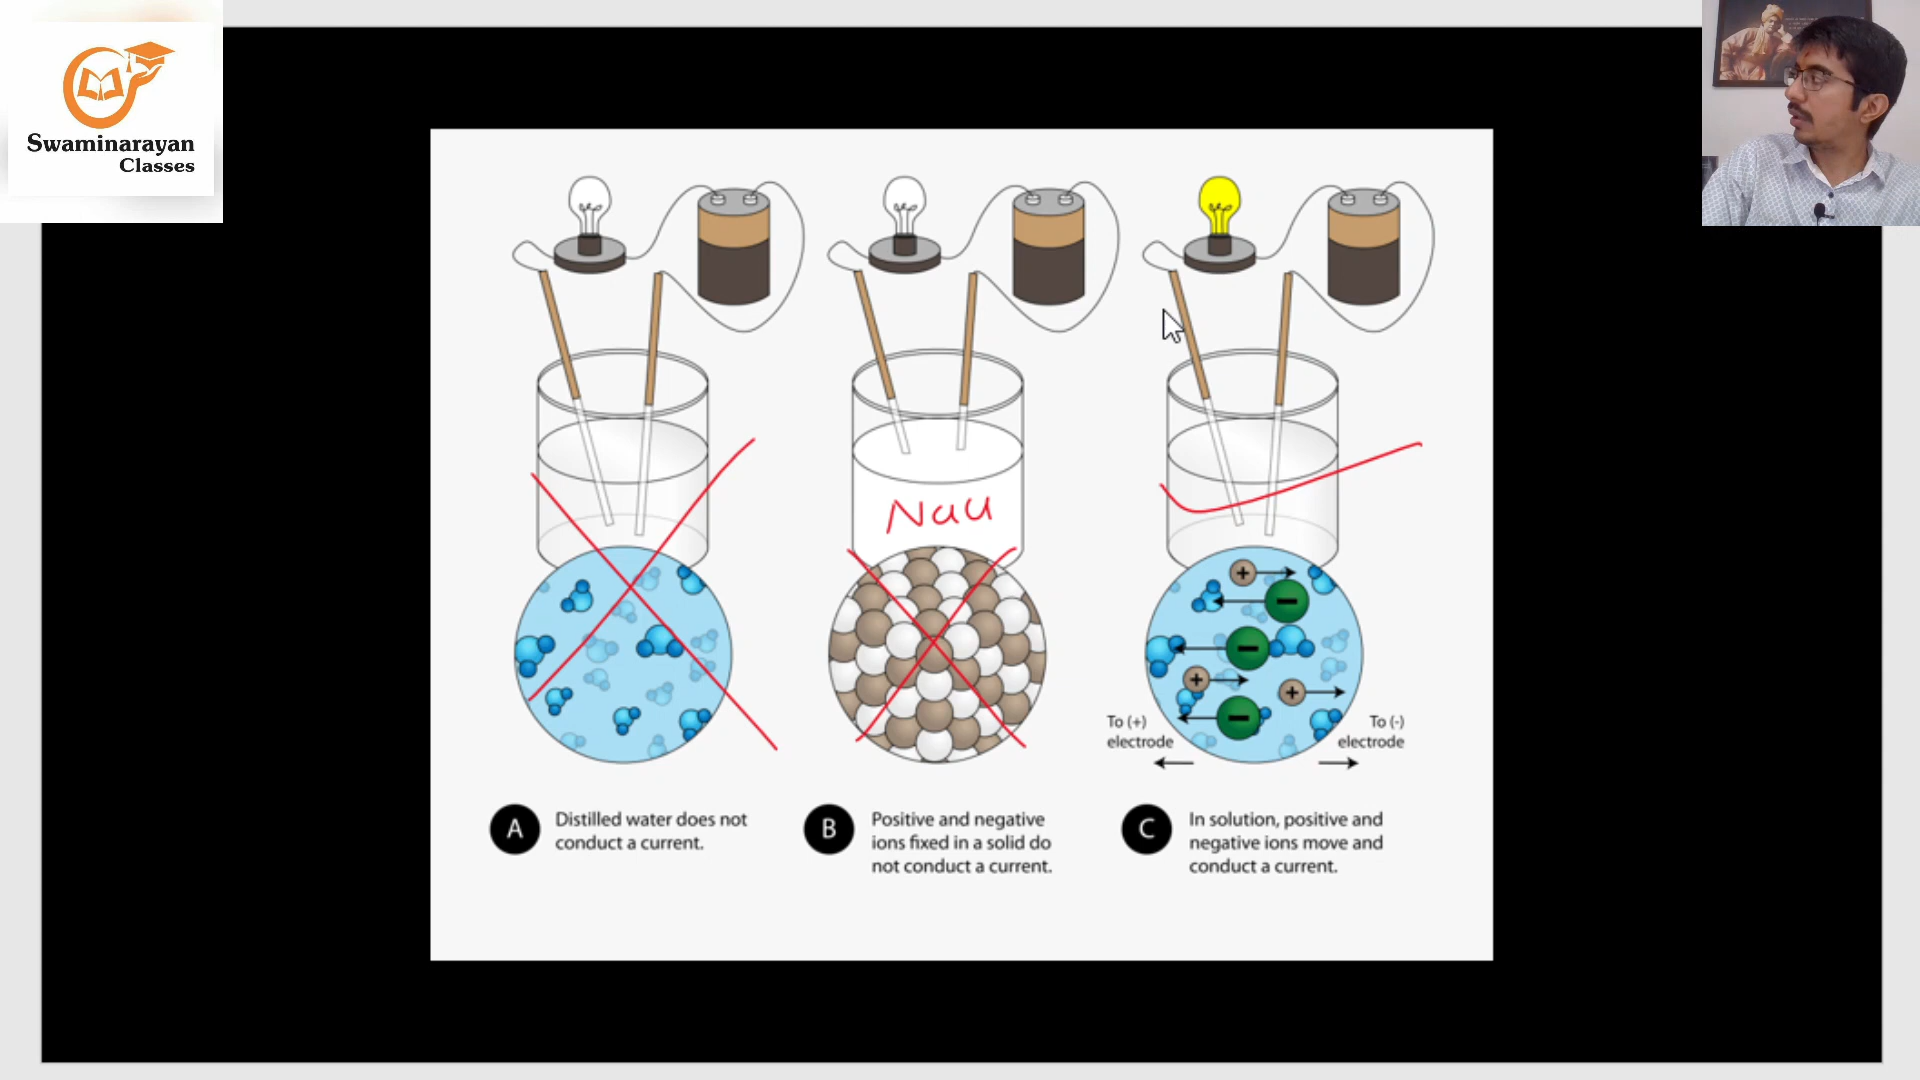 Swaminarayan
Classes
NaCl
+
−
−
+
+
−
To (+)
electrode
To (-)
electrode
A
Distilled water does not
conduct a current.
B
Positive and negative
ions fixed in a solid do
not conduct a current.
C
In solution, positive and
negative ions move and
conduct a current.